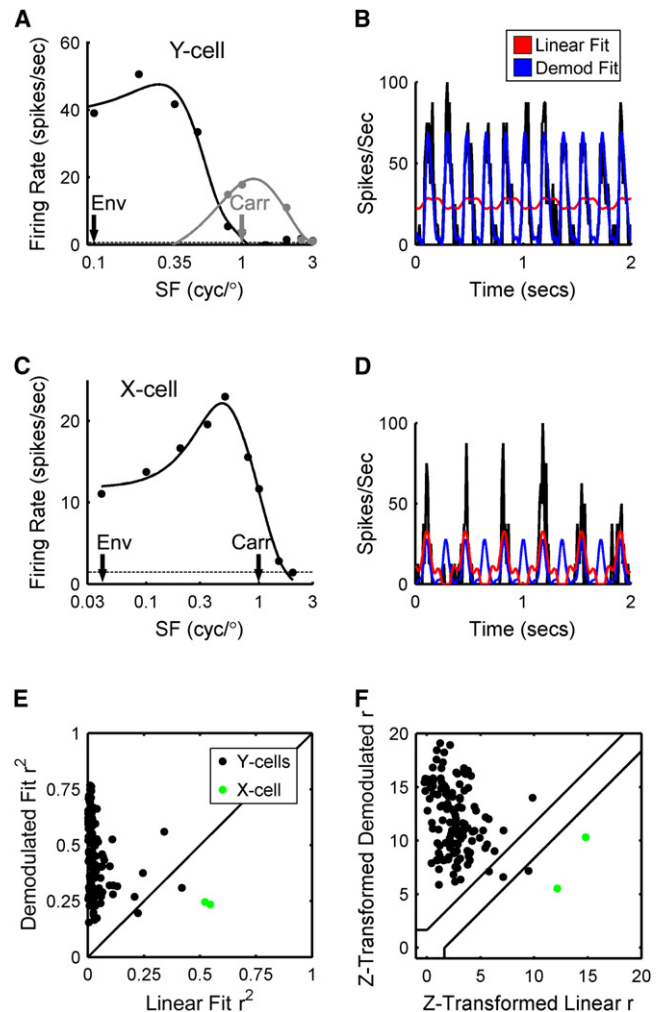 A
Y-cell
Firing Rate (spikes/sec)
60
40
20
0
Env
Carr
0.1
0.35
1
3
SF (cyc/°)
B
Linear Fit
Demod Fit
Spikes/Sec
100
50
0
0
1
2
Time (secs)
C
X-cell
Firing Rate (spikes/sec)
20
10
0
Env
Carr
0.03
0.1
0.3
1
3
SF (cyc/°)
D
Spikes/Sec
100
50
0
0
1
2
Time (secs)
E
Demodulated Fit r²
1
0.75
0.5
0.25
0
Y-cells
X-cell
0
0.25
0.5
0.75
1
Linear Fit r²
F
Z-Transformed Demodulated r
20
15
10
5
0
0
5
10
15
20
Z-Transformed Linear r